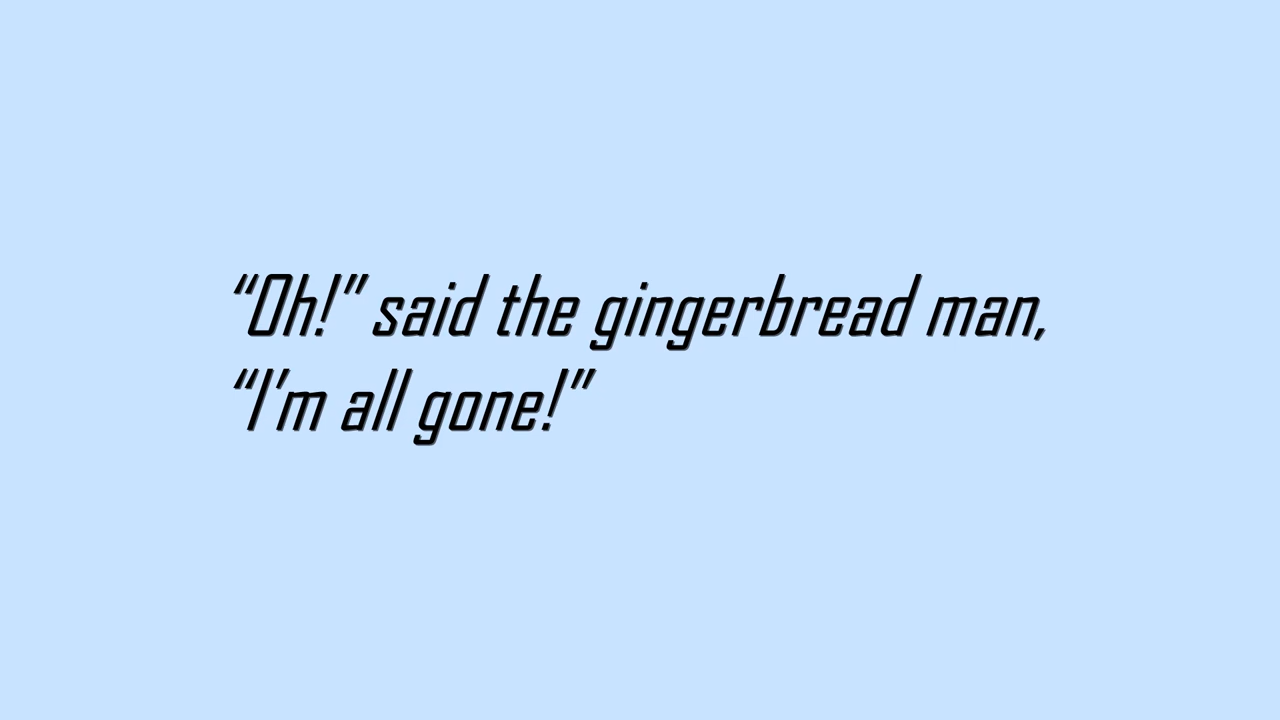 “Oh!” said the gingerbread man,
“I’m all gone!”